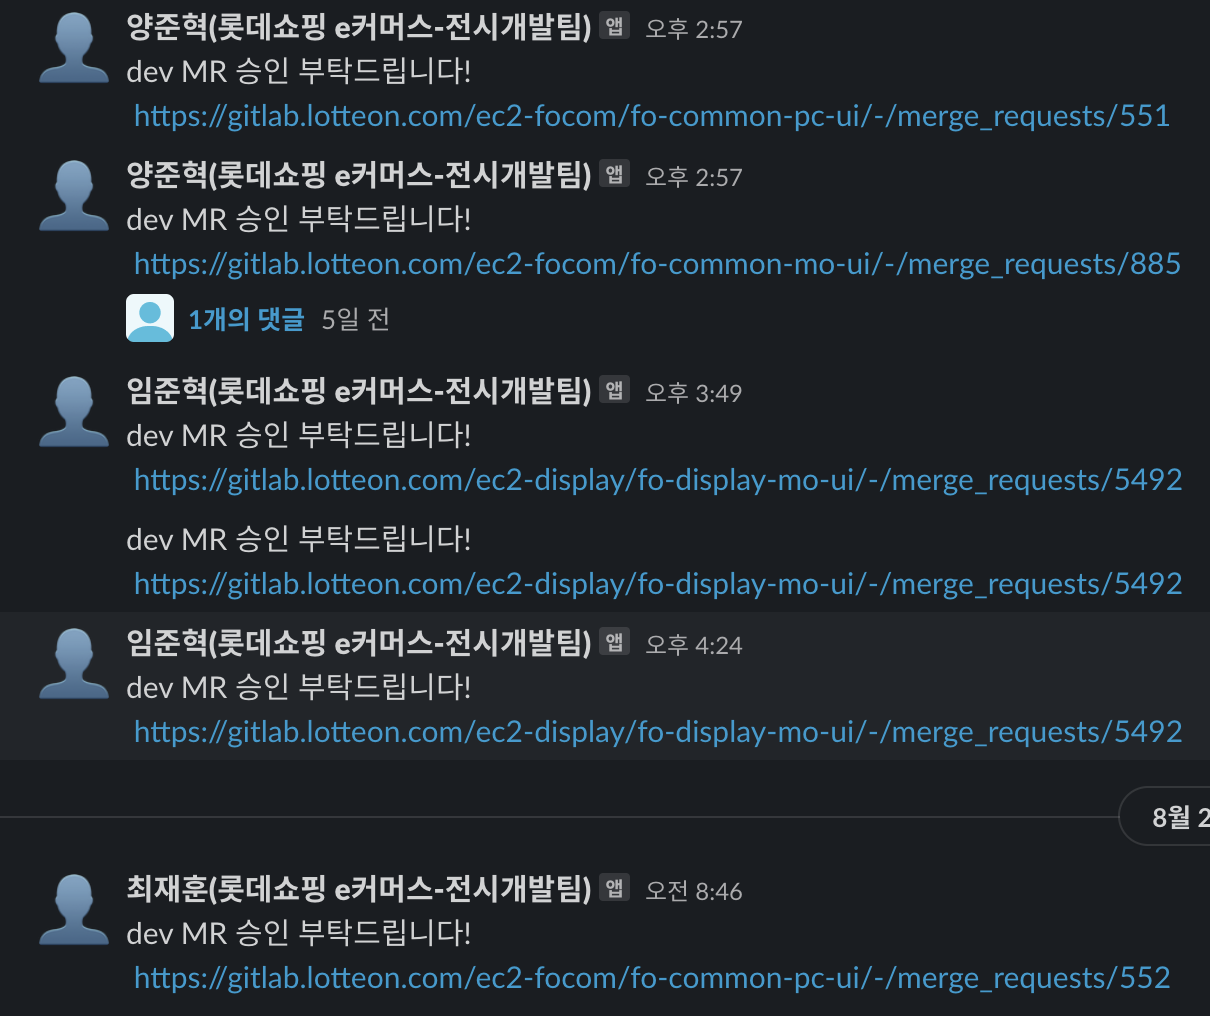 양준혁(롯데쇼핑 e커머스-전시개발팀) 앱 오후 2:57
dev MR 승인 부탁드립니다!
https://gitlab.lotteon.com/ec2-focom/fo-common-pc-ui/-/merge_requests/551
양준혁(롯데쇼핑 e커머스-전시개발팀) 앱 오후 2:57
dev MR 승인 부탁드립니다!
https://gitlab.lotteon.com/ec2-focom/fo-common-mo-ui/-/merge_requests/885
1개의 댓글 5일 전
임준혁(롯데쇼핑 e커머스-전시개발팀) 앱 오후 3:49
dev MR 승인 부탁드립니다!
https://gitlab.lotteon.com/ec2-display/fo-display-mo-ui/-/merge_requests/5492
dev MR 승인 부탁드립니다!
https://gitlab.lotteon.com/ec2-display/fo-display-mo-ui/-/merge_requests/5492
임준혁(롯데쇼핑 e커머스-전시개발팀) 앱 오후 4:24
dev MR 승인 부탁드립니다!
https://gitlab.lotteon.com/ec2-display/fo-display-mo-ui/-/merge_requests/5492
8월 2
최재훈(롯데쇼핑 e커머스-전시개발팀) 앱 오전 8:46
dev MR 승인 부탁드립니다!
https://gitlab.lotteon.com/ec2-focom/fo-common-pc-ui/-/merge_requests/552